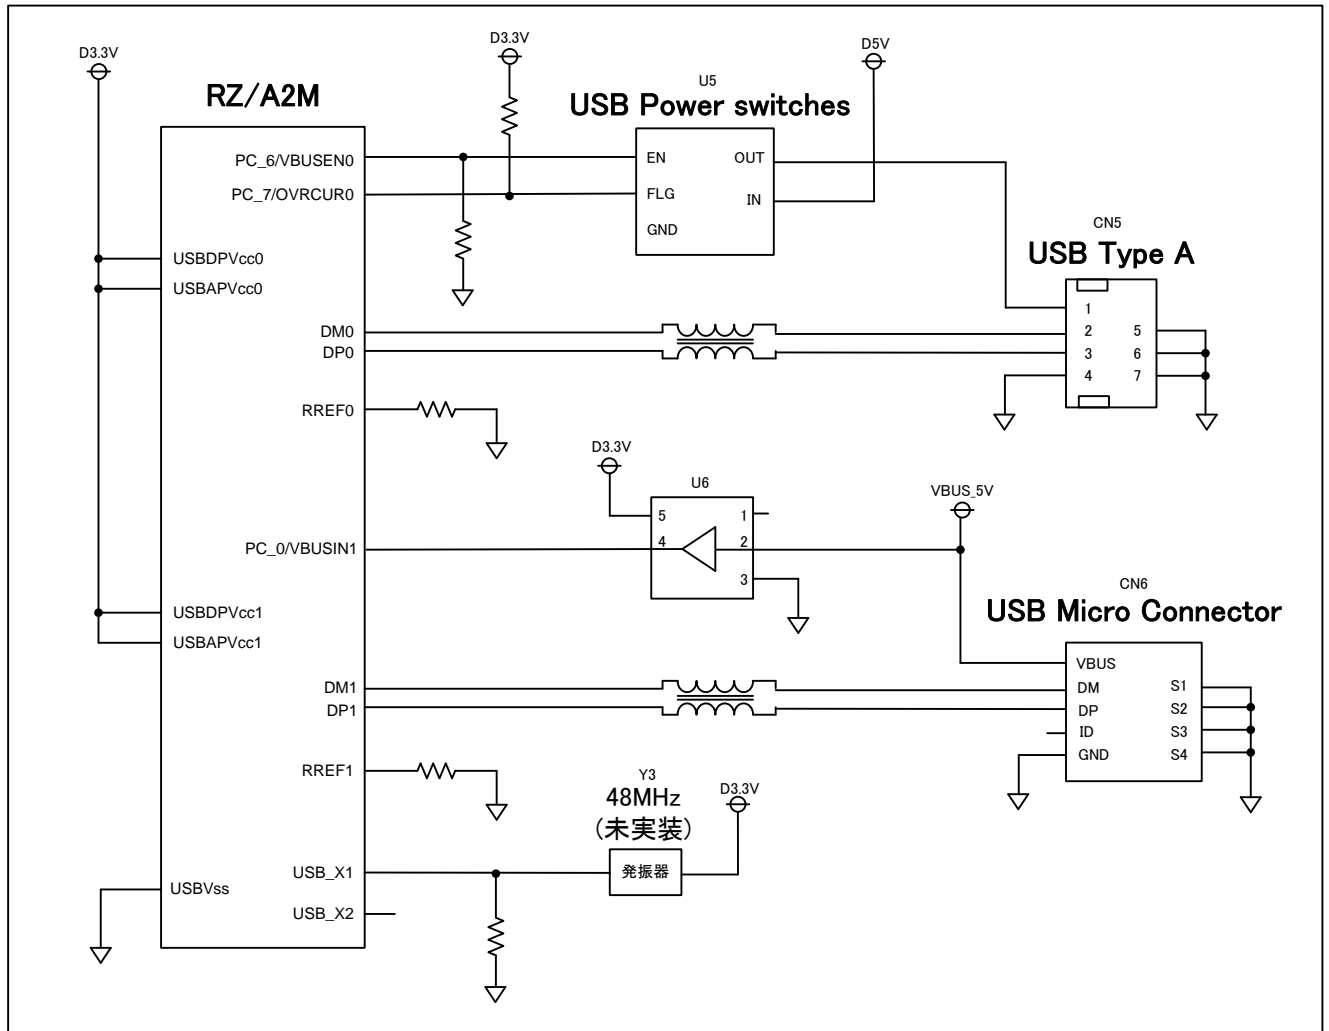 D3.3V
D3.3V
D5V
RZ/A2M
U5
USB Power switches
PC_6/VBUSEN0
EN
OUT
PC_7/OVRCUR0
FLG
IN
GND
CN5
USB Type A
USBDPVcc0
USBAPVcc0
1
DM0
2
5
DP0
3
6
4
7
RREF0
D3.3V
U6
VBUS_5V
5
1
PC_0/VBUSIN1
4
2
3
CN6
USB Micro Connector
USBDPVcc1
USBAPVcc1
VBUS
DM1
DM
S1
DP1
DP
S2
ID
S3
GND
S4
RREF1
Y3
48MHz
(未実装)
D3.3V
USB_X1
発振器
USBVss
USB_X2